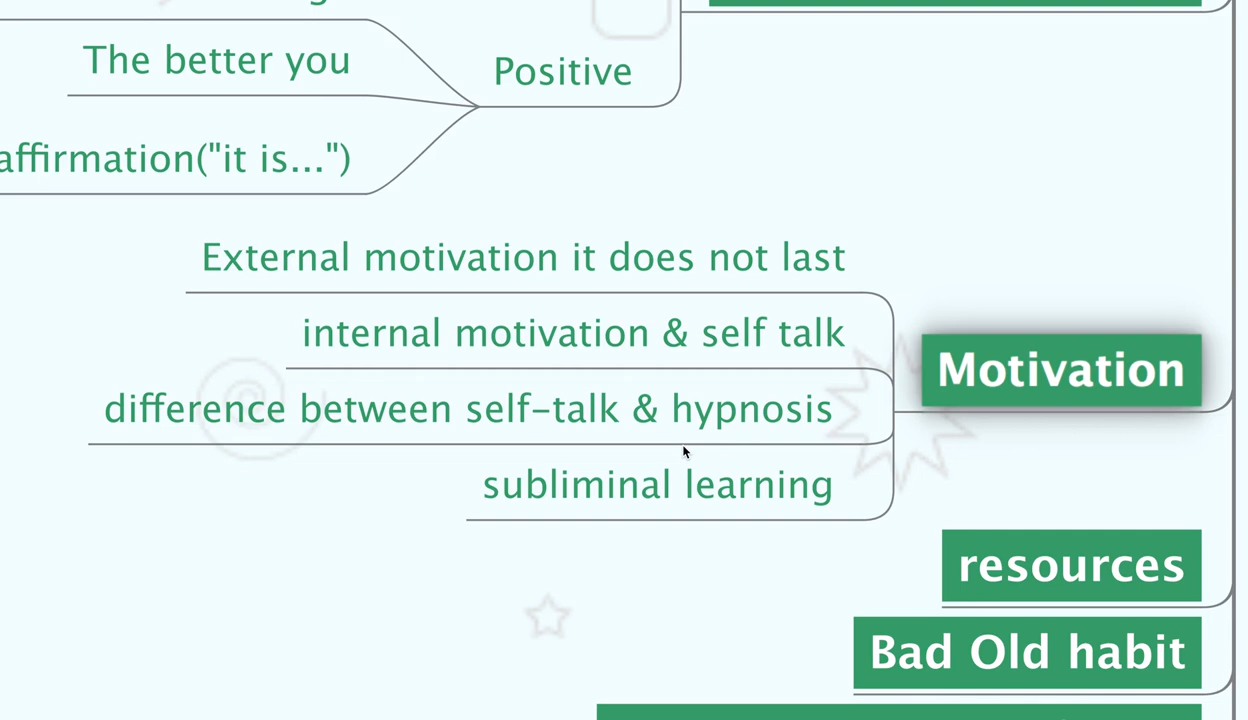 The better you
Positive
affirmation("it is...")
External motivation it does not last
internal motivation & self talk
Motivation
difference between self-talk & hypnosis
subliminal learning
resources
Bad Old habit